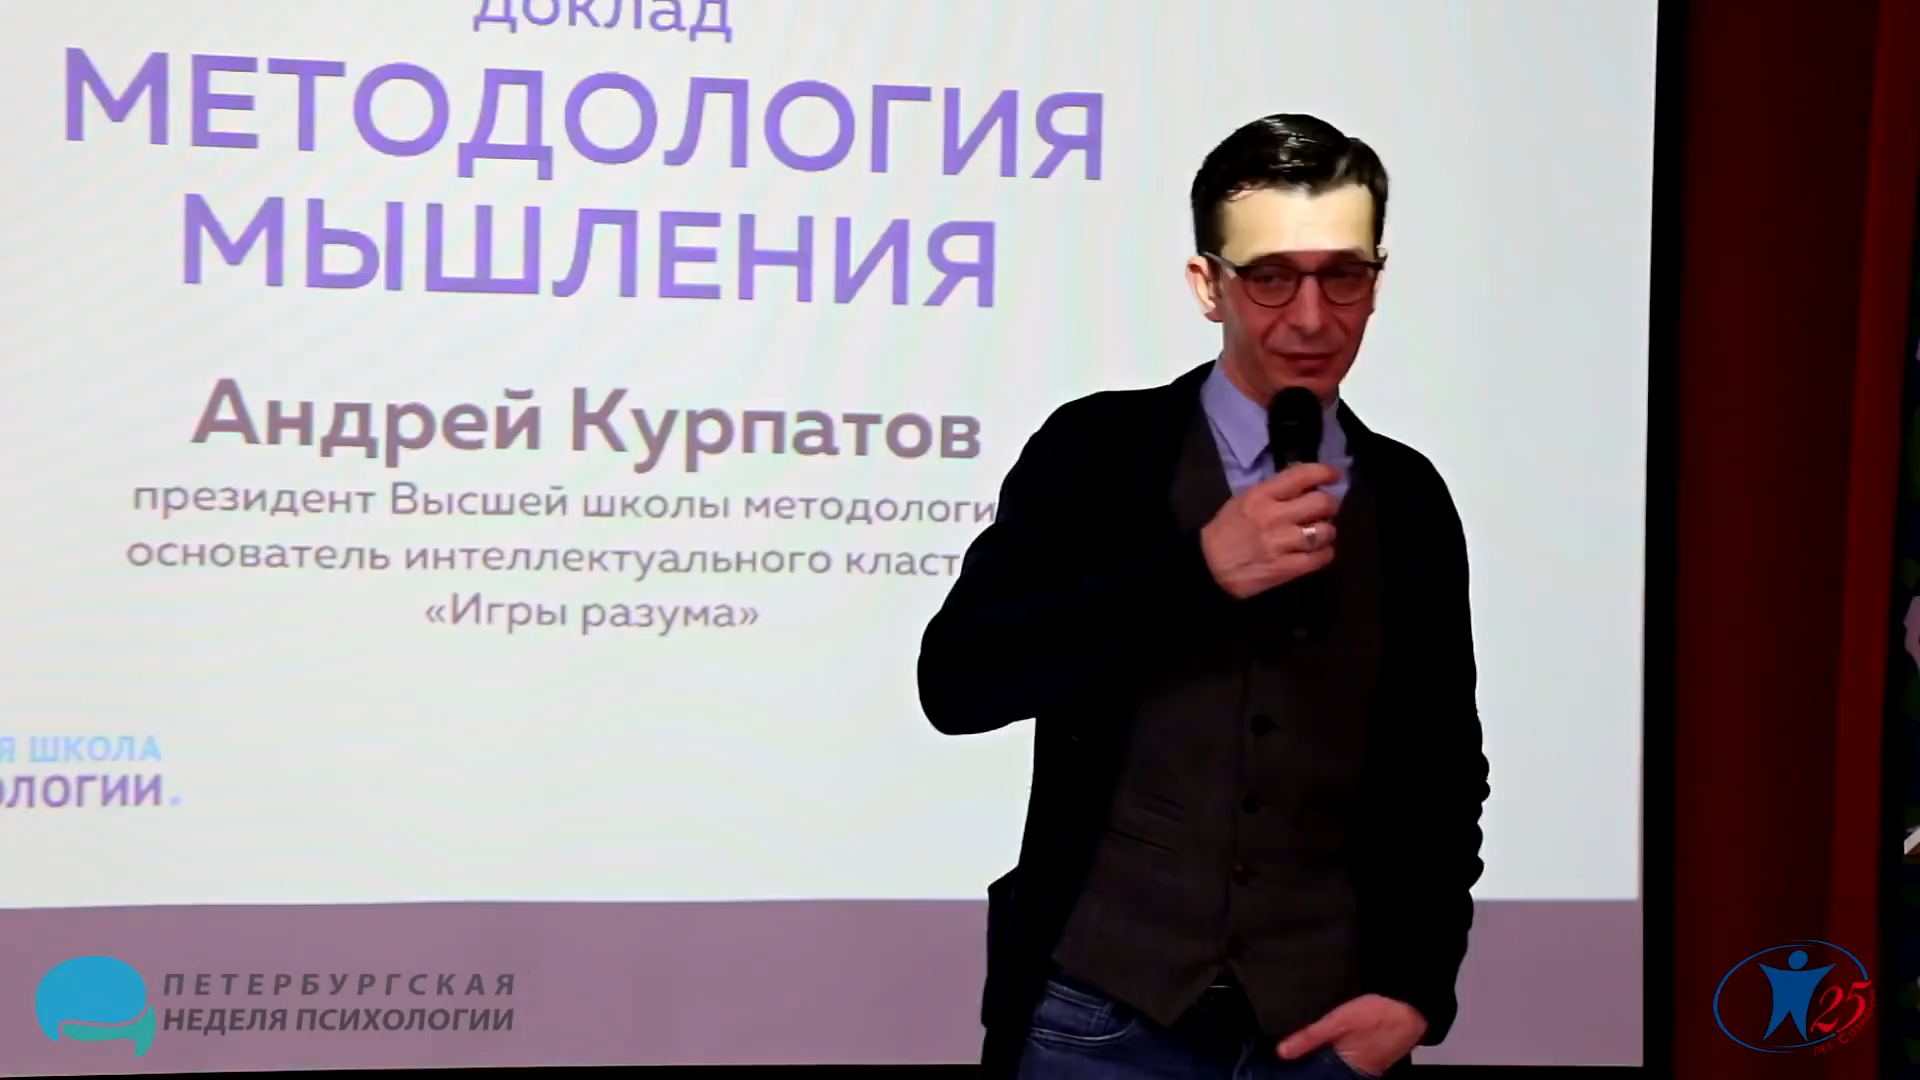 доклад
МЕТОДОЛОГИЯ
МЫШЛЕНИЯ
Андрей Курпатов
президент Высшей школы методологи
основатель интеллектуального класт
«Игры разума»
Я ШКОЛА
ОЛОГИИ.
ПЕТЕРБУРГСКАЯ
НЕДЕЛЯ ПСИХОЛОГИИ
25
лет